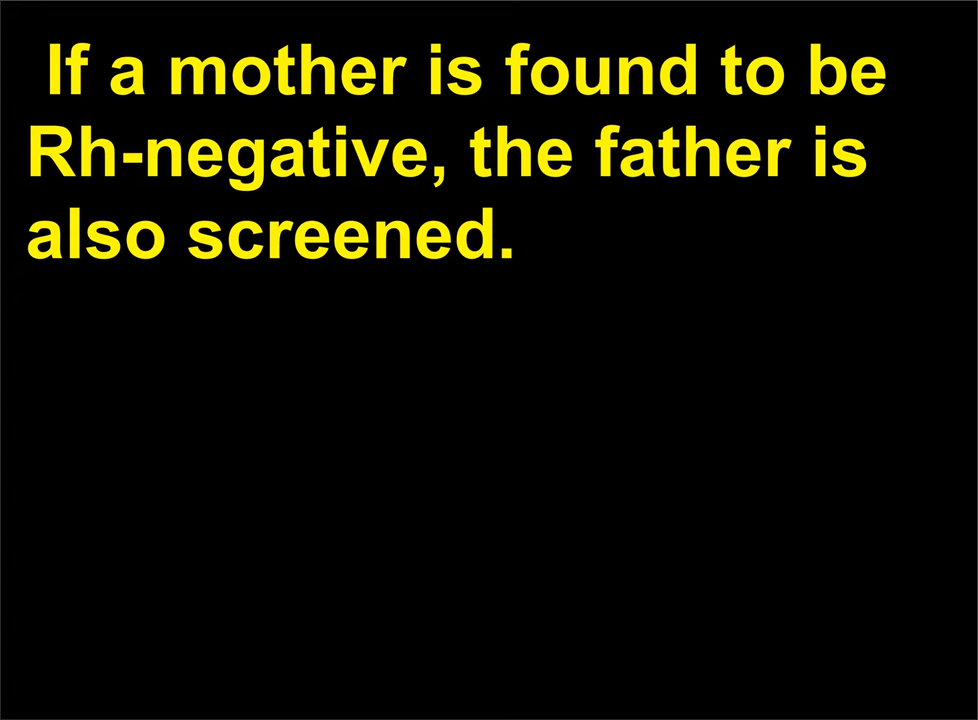 If a mother is found to be
Rh-negative, the father is
also screened.